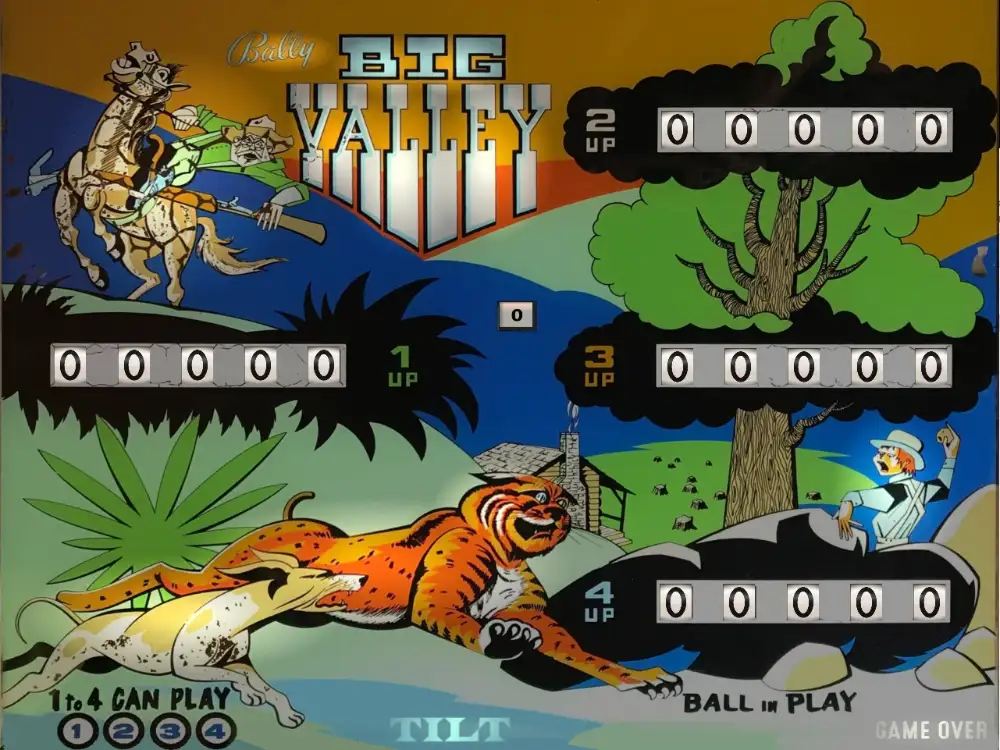 Bally
BIG
VALLEY
2
UP
0 0 0 0 0
0
0 0 0 0 0
1
UP
3
UP
0 0 0 0 0
4
UP
0 0 0 0 0
1 To 4 CAN PLAY
1 2 3 4
TILT
BALL IN PLAY
GAME OVER